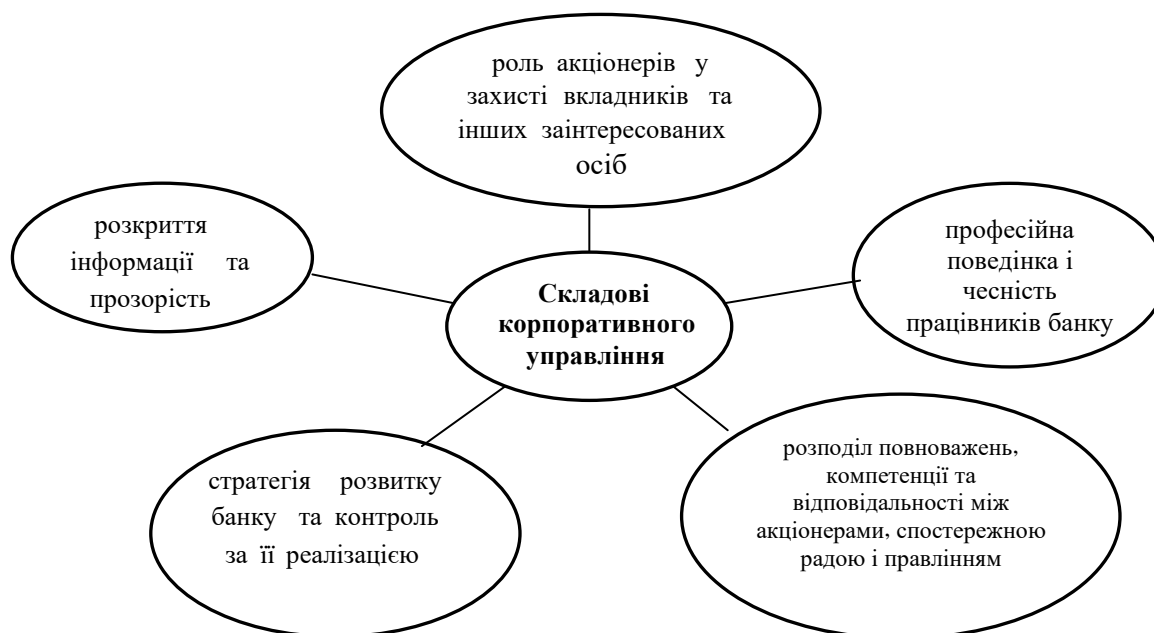 роль акціонерів у
захисті вкладників та
інших заінтересованих
осіб
розкриття
інформації та
прозорість
професійна
поведінка і
чесність
працівників банку
Складові
корпоративного
управління
стратегія розвитку
банку та контроль
за її реалізацією
розподіл повноважень,
компетенції та
відповідальності між
акціонерами, спостережною
радою і правлінням